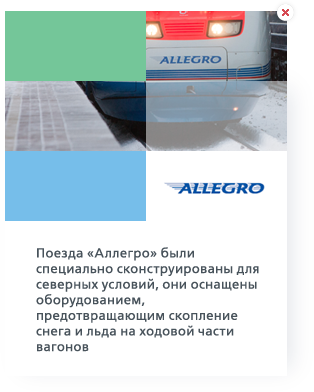 ALLEGRO
ALLEGRO
Поезда «Аллегро» были
специально сконструированы для
северных условий, они оснащены
оборудованием,
предотвращающим скопление
снега и льда на ходовой части
вагонов